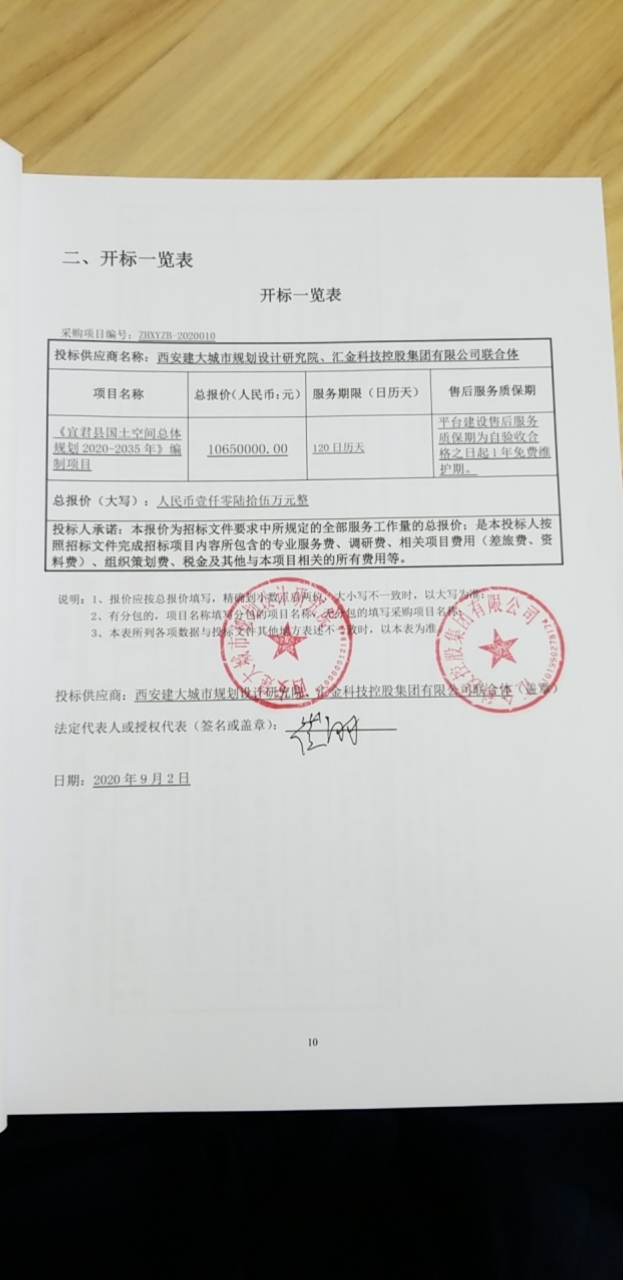 二、开标一览表
开标一览表
采购项目编号：ZHXYZB-2020010
投标供应商名称：西安建大城市规划设计研究院、汇金科技控股集团有限公司联合体
项目名称
总报价（人民币：元）
服务期限（日历天）
售后服务质保期
《宜君县国土空间总体
规划 2020-2035 年》编
制项目
10650000.00
120 日历天
平台建设售后服务
质保期为自验收合
格之日起 1 年免费维
护期。
总报价（大写）：人民币壹仟零陆拾伍万元整
投标人承诺：本报价为招标文件要求中所规定的全部服务工作量的总报价；是本投标人按
照招标文件完成招标项目内容所包含的专业服务费、调研费、相关项目费用（差旅费、资
料费）、组织策划费、税金及其他与本项目相关的所有费用等。
说明：1、报价应按总报价填写，精确到小数点后两位，大小写不一致时，以大写为准；
2、有分包的，项目名称填写分包的项目名称，无分包的填写采购项目名称；
3、本表所列各项数据与投标文件其他地方表述不一致时，以本表为准
投标供应商：西安建大城市规划设计研究院、汇金科技控股集团有限公司联合体（盖章）
法定代表人或授权代表（签名或盖章）：
日期：2020 年 9 月 2 日
10